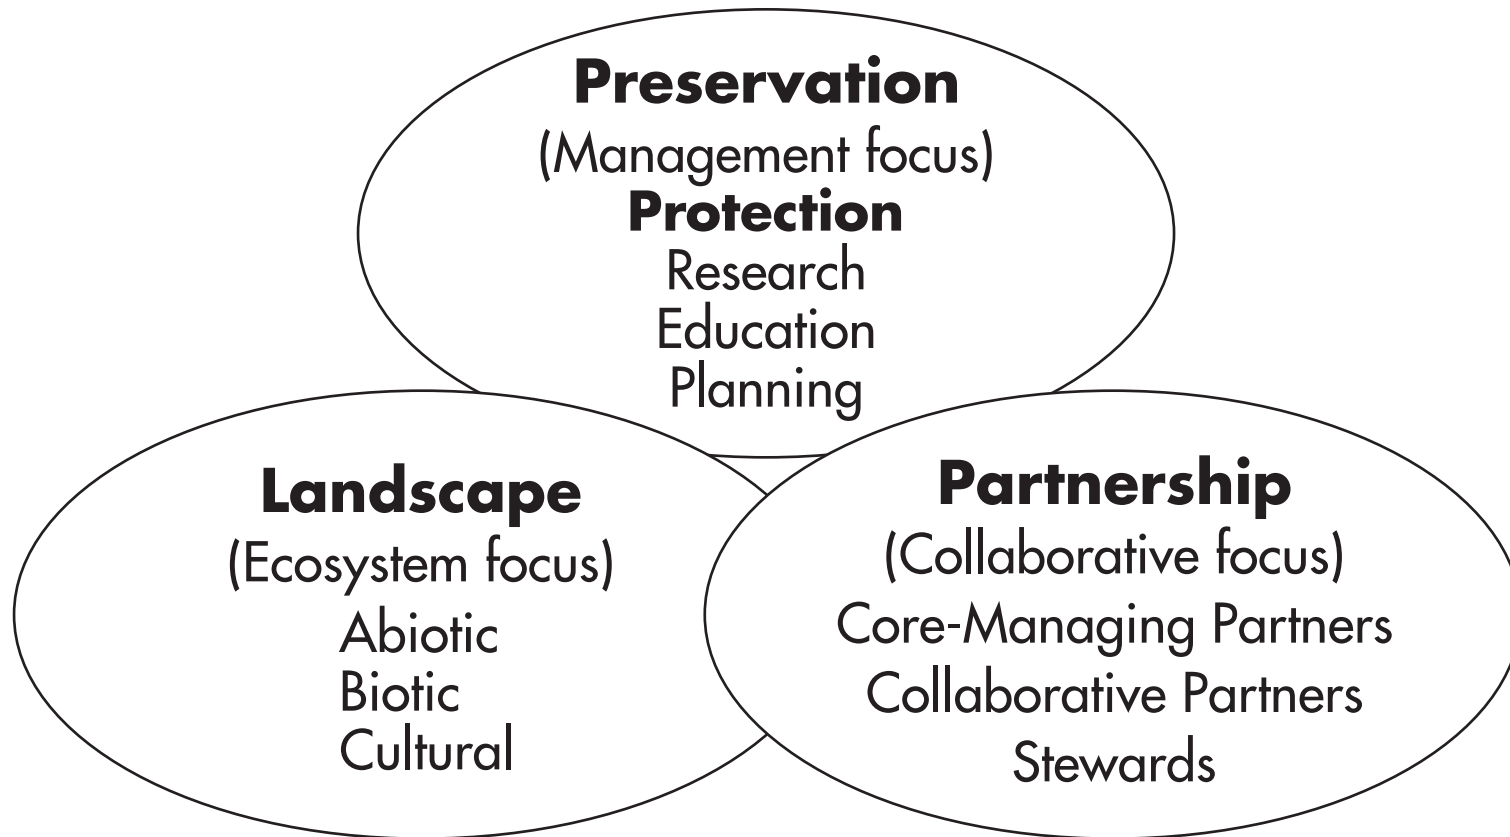 Preservation
(Management focus)
Protection
Research
Education
Planning
Landscape
(Ecosystem focus)
Abiotic
Biotic
Cultural
Partnership
(Collaborative focus)
Core-Managing Partners
Collaborative Partners
Stewards